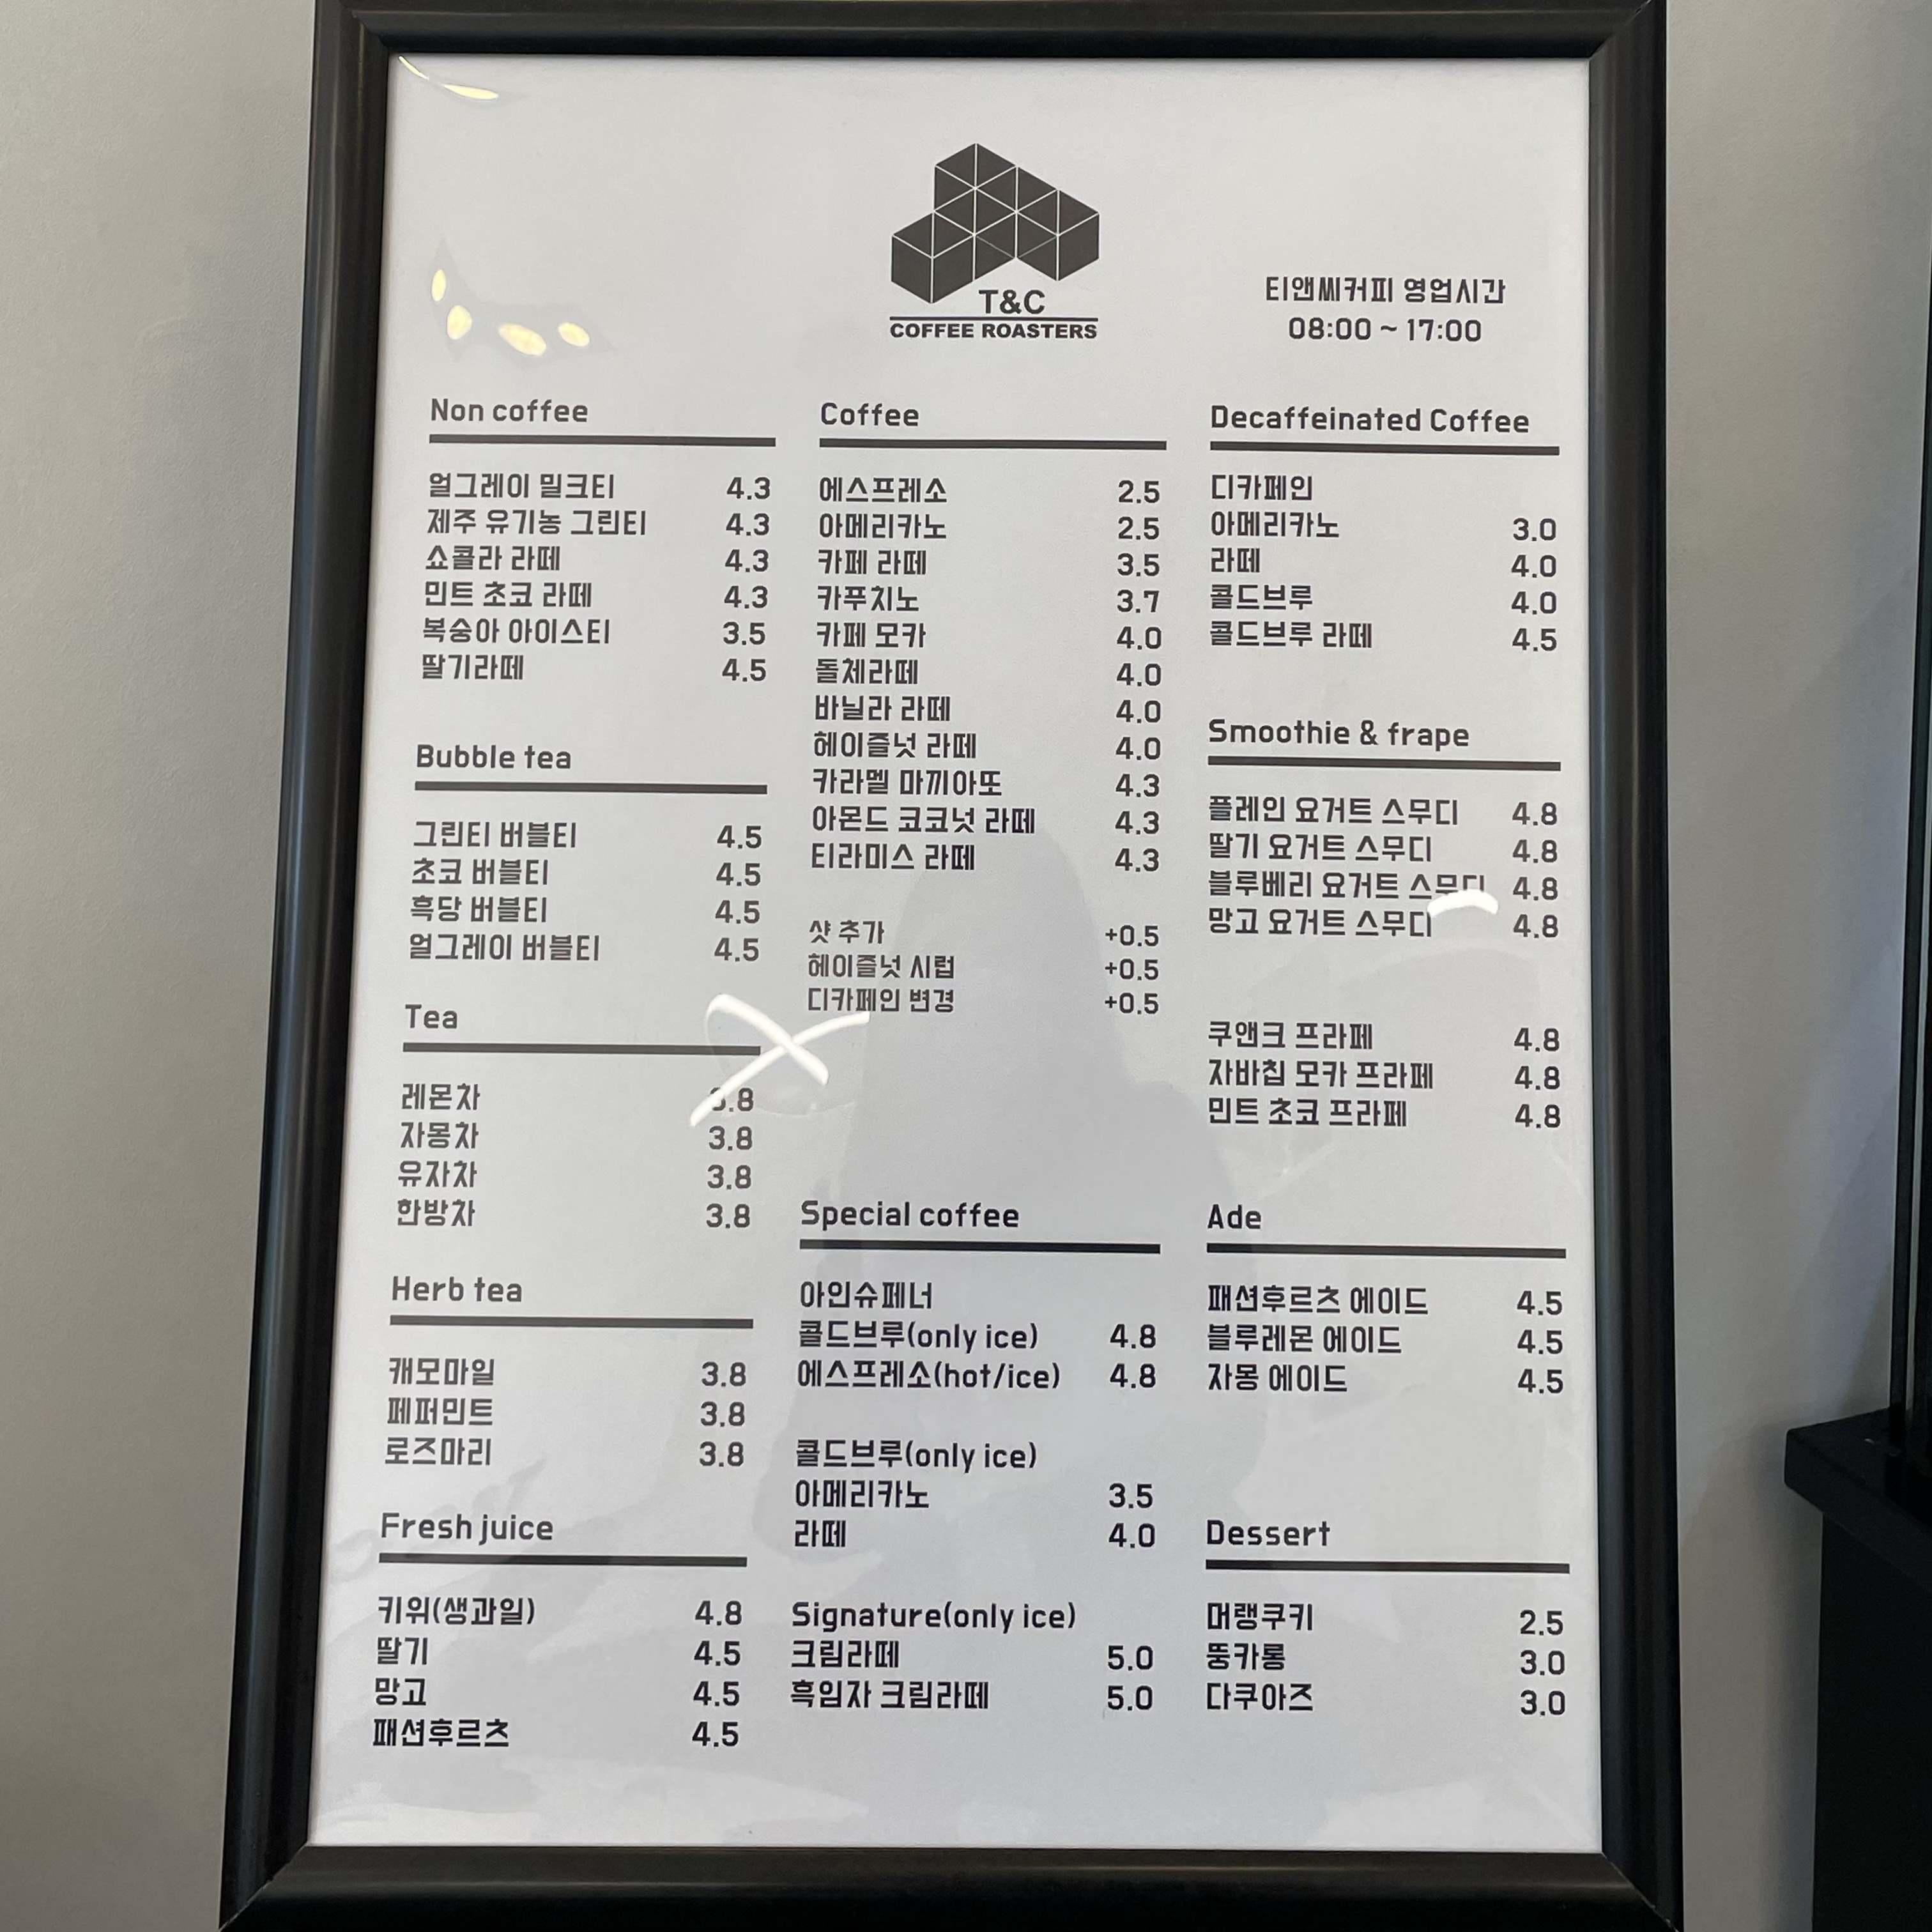 T&C
COFFEE ROASTERS
티앤씨커피 영업시간
08:00 ~ 17:00
Non coffee
얼그레이 밀크티 4.3
제주 유기농 그린티 4.3
쇼콜라 라떼 4.3
민트 초코 라떼 4.3
복숭아 아이스티 3.5
딸기라떼 4.5
Bubble tea
그린티 버블티 4.5
초코 버블티 4.5
흑당 버블티 4.5
얼그레이 버블티 4.5
Tea
레몬차 3.8
자몽차 3.8
유자차 3.8
한방차 3.8
Herb tea
캐모마일 3.8
페퍼민트 3.8
로즈마리 3.8
Fresh juice
키위(생과일) 4.8
딸기 4.5
망고 4.5
패션후르츠 4.5
Coffee
에스프레소 2.5
아메리카노 2.5
카페 라떼 3.5
카푸치노 3.7
카페 모카 4.0
돌체라떼 4.0
바닐라 라떼 4.0
헤이즐넛 라떼 4.0
카라멜 마끼아또 4.3
아몬드 코코넛 라떼 4.3
티라미스 라떼 4.3
샷 추가 +0.5
헤이즐넛 시럽 +0.5
디카페인 변경 +0.5
Special coffee
아인슈페너
콜드브루(only ice) 4.8
에스프레소(hot/ice) 4.8
콜드브루(only ice)
아메리카노 3.5
라떼 4.0
Signature(only ice)
크림라떼 5.0
흑임자 크림라떼 5.0
Decaffeinated Coffee
디카페인
아메리카노 3.0
라떼 4.0
콜드브루 4.0
콜드브루 라떼 4.5
Smoothie & frape
플레인 요거트 스무디 4.8
딸기 요거트 스무디 4.8
블루베리 요거트 스무디 4.8
망고 요거트 스무디 4.8
쿠앤크 프라페 4.8
자바칩 모카 프라페 4.8
민트 초코 프라페 4.8
Ade
패션후르츠 에이드 4.5
블루레몬 에이드 4.5
자몽 에이드 4.5
Dessert
머랭쿠키 2.5
뚱카롱 3.0
다쿠아즈 3.0